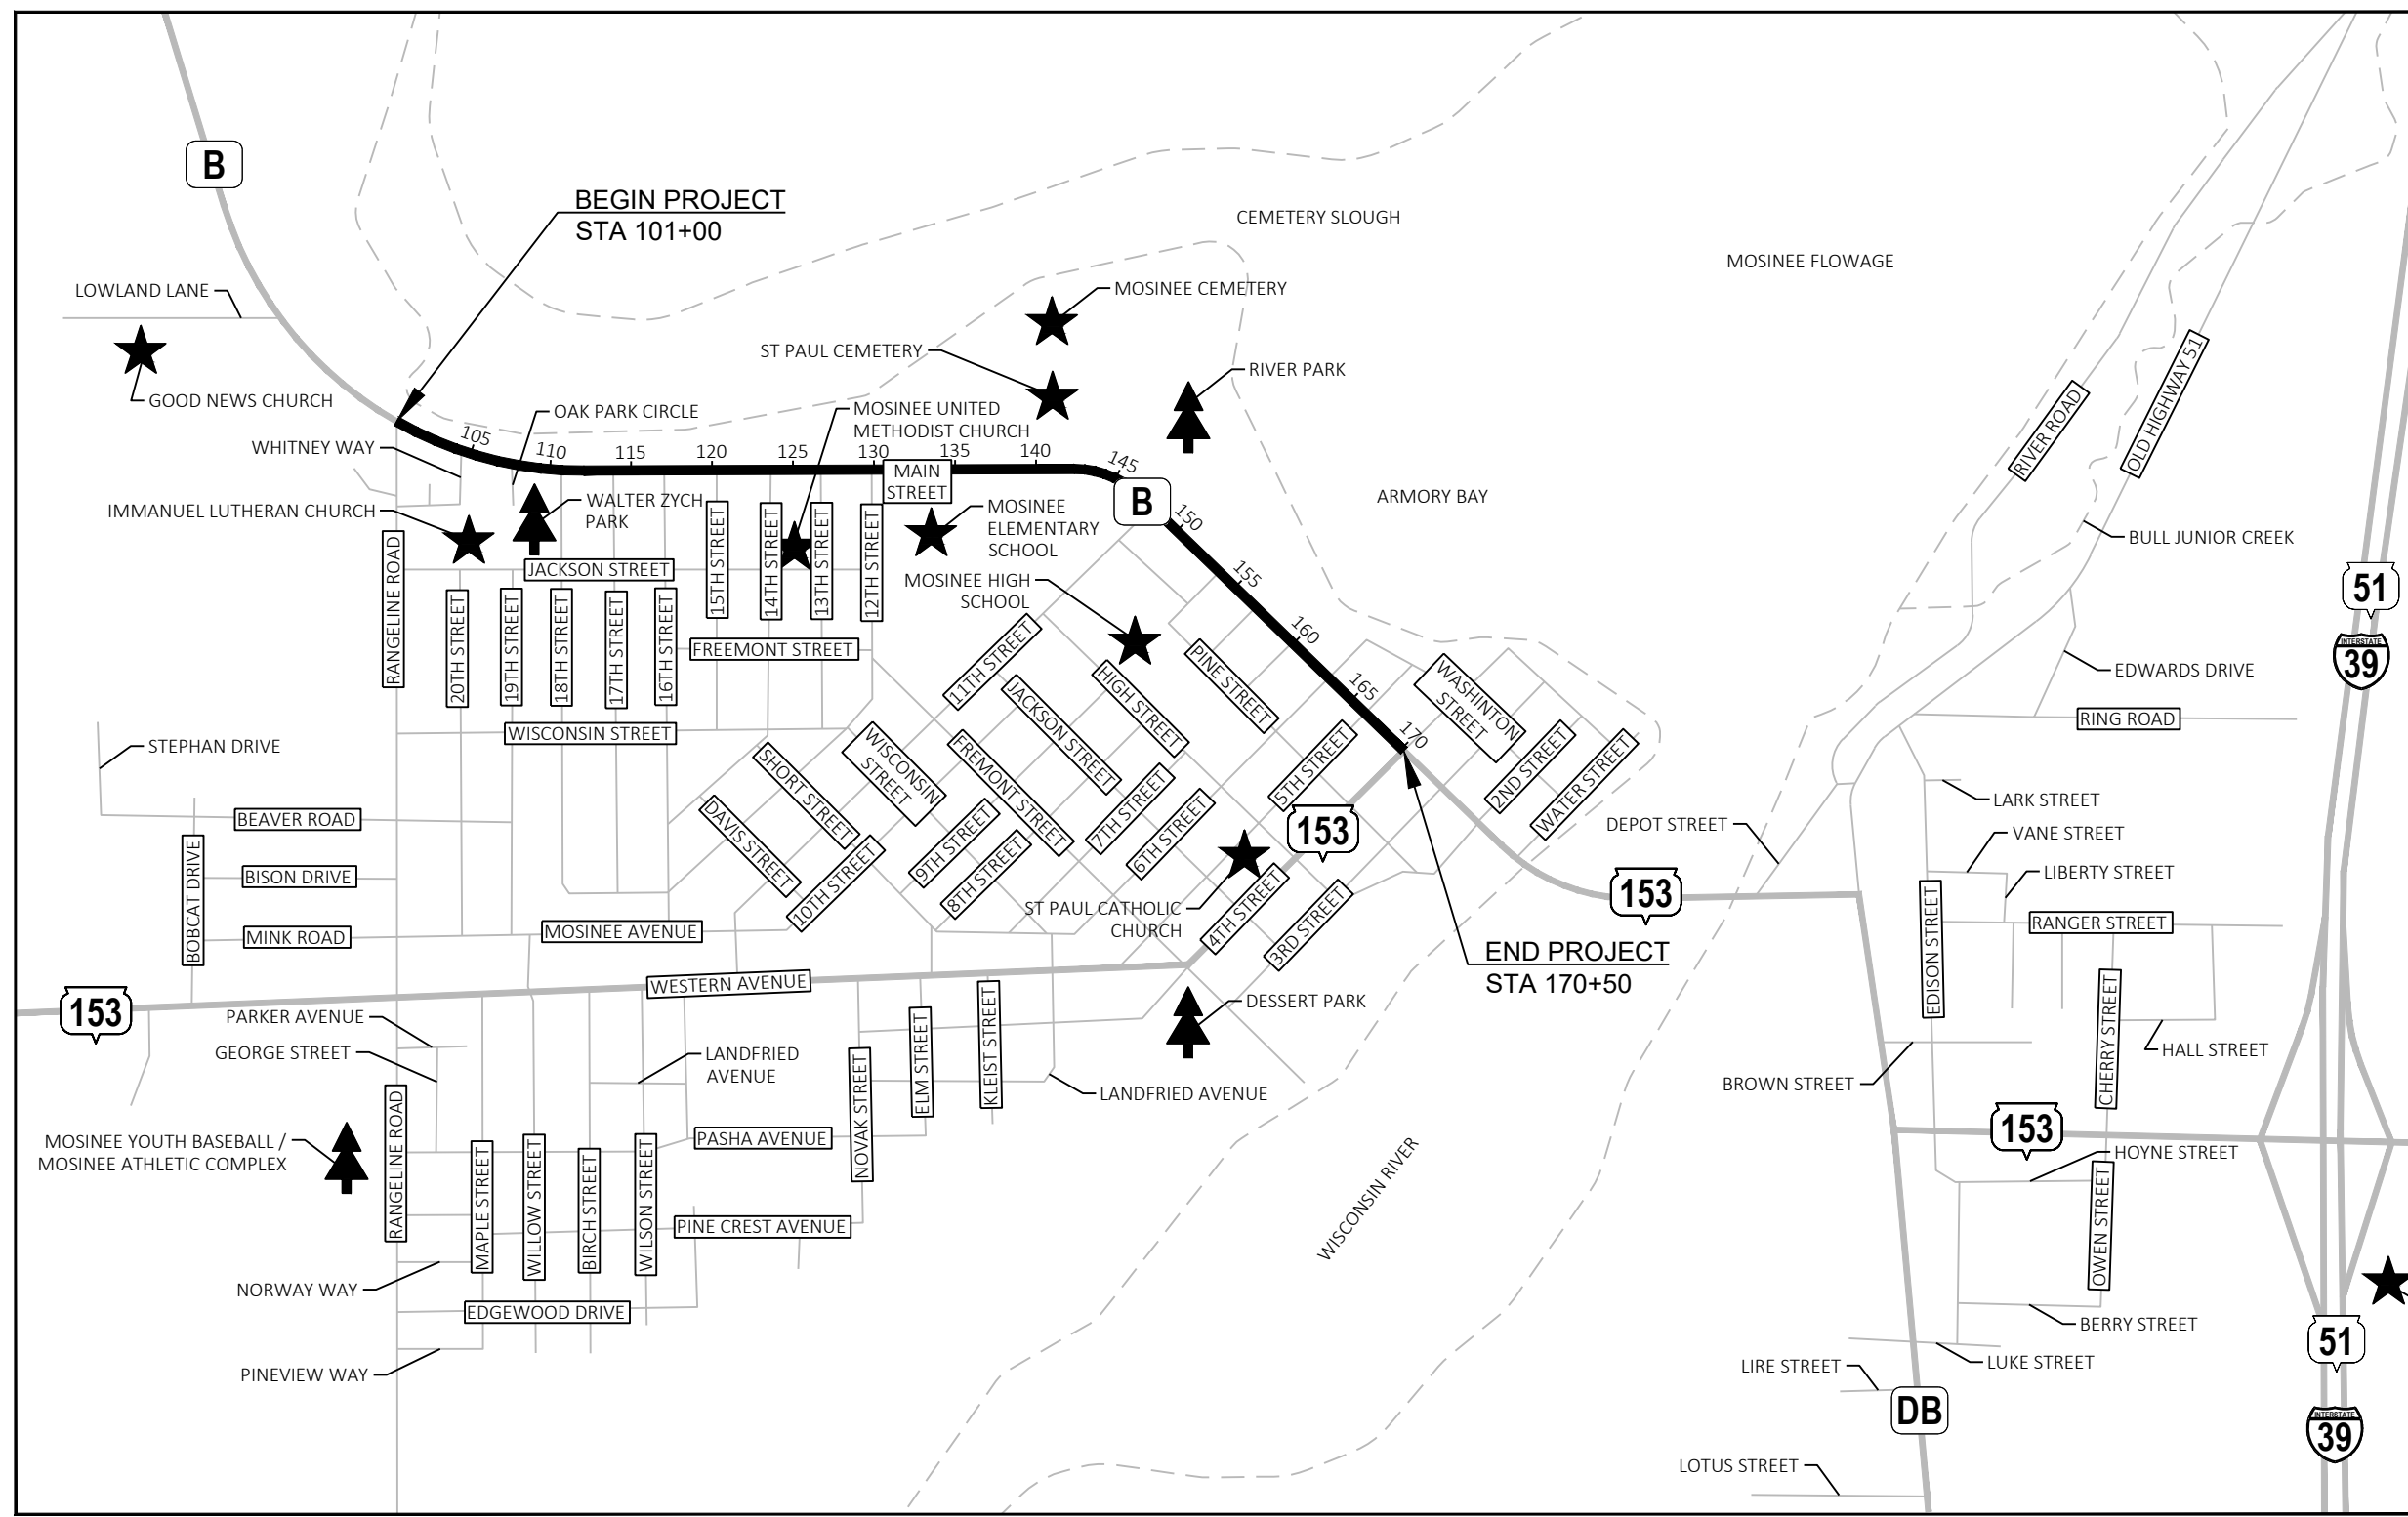 B
BEGIN PROJECT
STA 101+00
CEMETERY SLOUGH
MOSINEE FLOWAGE
LOWLAND LANE
MOSINEE CEMETERY
ST PAUL CEMETERY
RIVER PARK
GOOD NEWS CHURCH
OAK PARK CIRCLE
MOSINEE UNITED
METHODIST CHURCH
WHITNEY WAY
105
110
115
120
125
130
135
140
145
MAIN
STREET
B
150
155
160
165
170
ARMORY BAY
RIVER ROAD
OLD HIGHWAY 51
BULL JUNIOR CREEK
IMMANUEL LUTHERAN CHURCH
WALTER ZYCH
PARK
MOSINEE
ELEMENTARY
SCHOOL
MOSINEE HIGH
SCHOOL
RANGELINE ROAD
JACKSON STREET
15TH STREET
14TH STREET
13TH STREET
12TH STREET
20TH STREET
19TH STREET
18TH STREET
17TH STREET
16TH STREET
FREEMONT STREET
11TH STREET
PINE STREET
HIGH STREET
JACKSON STREET
WASHINTON
STREET
51
INTERSTATE
39
EDWARDS DRIVE
RING ROAD
WISCONSIN STREET
STEPHAN DRIVE
WISCONSIN
STREET
FREMONT STREET
SHORT STREET
DAVIS STREET
5TH STREET
2ND STREET
WATER STREET
7TH STREET
6TH STREET
9TH STREET
8TH STREET
10TH STREET
BEAVER ROAD
BOBCAT DRIVE
BISON DRIVE
MINK ROAD
MOSINEE AVENUE
153
ST PAUL CATHOLIC
CHURCH
4TH STREET
3RD STREET
DEPOT STREET
153
LARK STREET
VANE STREET
LIBERTY STREET
RANGER STREET
EDISON STREET
END PROJECT
STA 170+50
WESTERN AVENUE
153
DESSERT PARK
PARKER AVENUE
GEORGE STREET
LANDFRIED
AVENUE
NOVAK STREET
ELM STREET
KLEIST STREET
LANDFRIED AVENUE
CHERRY STREET
HALL STREET
BROWN STREET
153
HOYNE STREET
MOSINEE YOUTH BASEBALL /
MOSINEE ATHLETIC COMPLEX
RANGELINE ROAD
MAPLE STREET
WILLOW STREET
BIRCH STREET
WILSON STREET
PASHA AVENUE
PINE CREST AVENUE
WISCONSIN RIVER
OWEN STREET
NORWAY WAY
EDGEWOOD DRIVE
PINEVIEW WAY
BERRY STREET
LUKE STREET
LIRE STREET
DB
51
INTERSTATE
39
LOTUS STREET